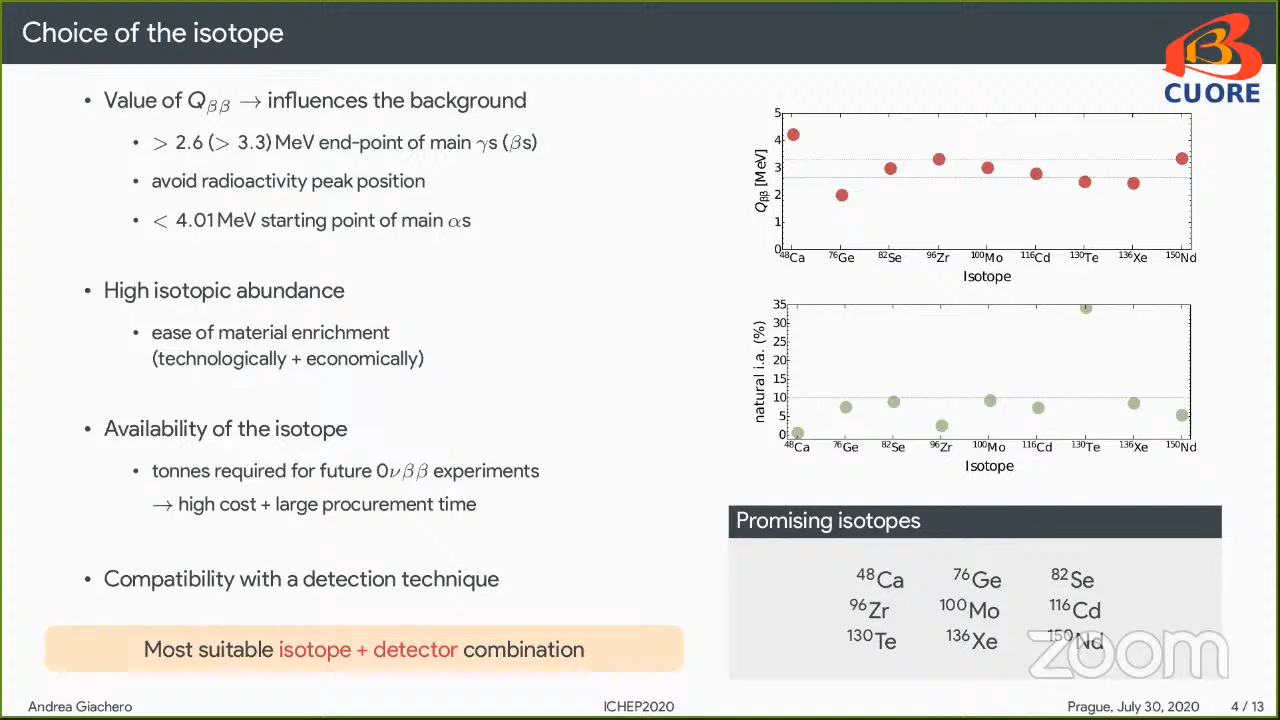 Choice of the isotope
CUORE
• Value of Qββ → influences the background
• > 2.6 (> 3.3) MeV end-point of main γs (βs)
• avoid radioactivity peak position
• < 4.01 MeV starting point of main αs
• High isotopic abundance
• ease of material enrichment
(technologically + economically)
• Availability of the isotope
• tonnes required for future 0νββ experiments
→ high cost + large procurement time
• Compatibility with a detection technique
Most suitable isotope + detector combination
Qββ [MeV]
5
4
3
2
1
0
⁴⁸Ca ⁷⁶Ge ⁸²Se ⁹⁶Zr ¹⁰⁰Mo ¹¹⁶Cd ¹³⁰Te ¹³⁶Xe ¹⁵⁰Nd
Isotope
natural i.a. (%)
35
30
25
20
15
10
5
0
⁴⁸Ca ⁷⁶Ge ⁸²Se ⁹⁶Zr ¹⁰⁰Mo ¹¹⁶Cd ¹³⁰Te ¹³⁶Xe ¹⁵⁰Nd
Isotope
Promising isotopes
⁴⁸Ca ⁷⁶Ge ⁸²Se
⁹⁶Zr ¹⁰⁰Mo ¹¹⁶Cd
¹³⁰Te ¹³⁶Xe ¹⁵⁰Nd
zoom
Andrea Giachero ICHEP2020 Prague, July 30, 2020 4 / 13